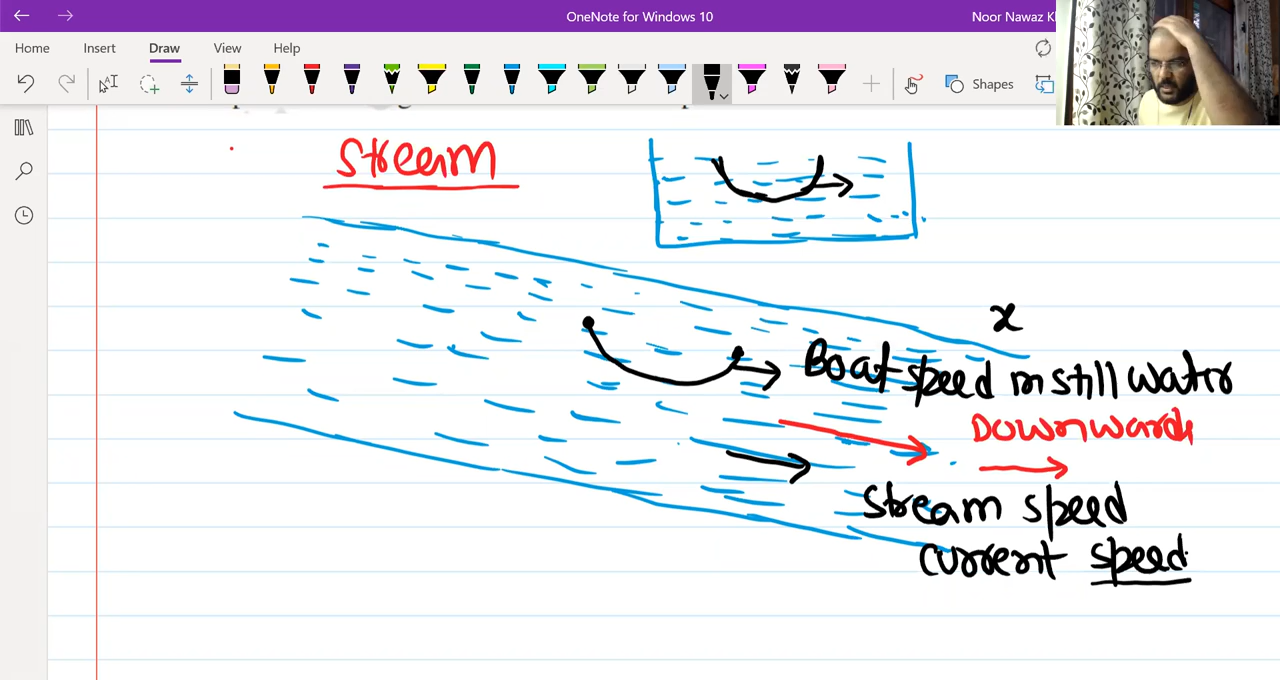 OneNote for Windows 10
Noor Nawaz
Home Insert Draw View Help
Shapes
Stream
x
Boat speed in still water
Downwards
Stream speed
current speed